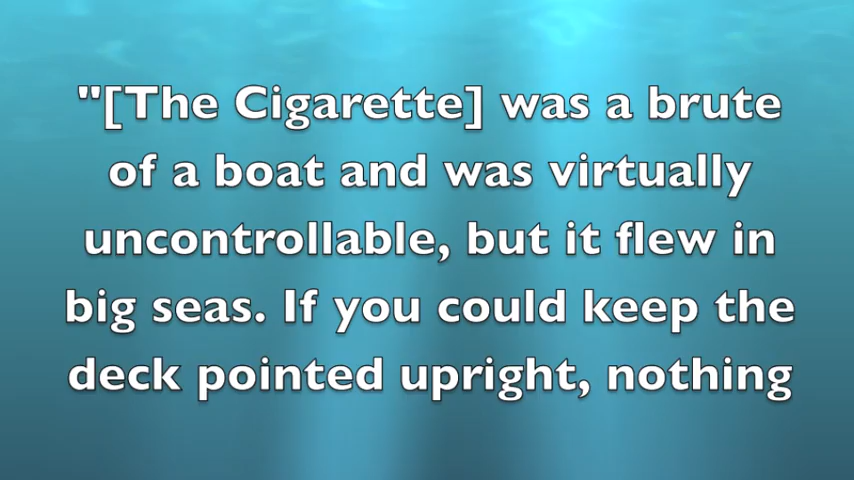 "[The Cigarette] was a brute
of a boat and was virtually
uncontrollable, but it flew in
big seas. If you could keep the
deck pointed upright, nothing